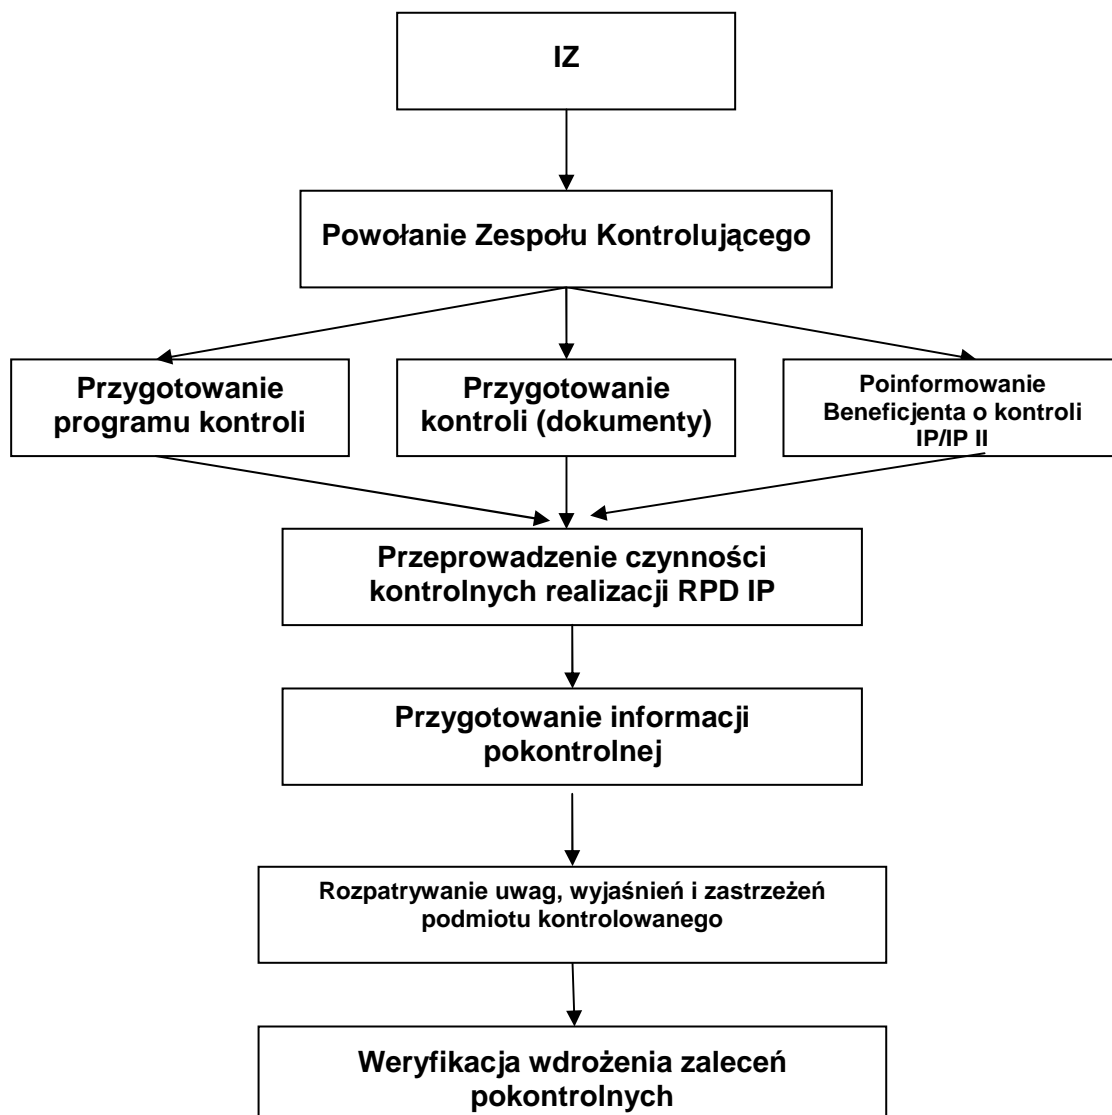 IZ
Powołanie Zespołu Kontrolującego
Przygotowanie
programu kontroli
Przygotowanie
kontroli (dokumenty)
Poinformowanie
Beneficjenta o kontroli
IP/IP II
Przeprowadzenie czynności
kontrolnych realizacji RPD IP
Przygotowanie informacji
pokontrolnej
Rozpatrywanie uwag, wyjaśnień i zastrzeżeń
podmiotu kontrolowanego
Weryfikacja wdrożenia zaleceń
pokontrolnych